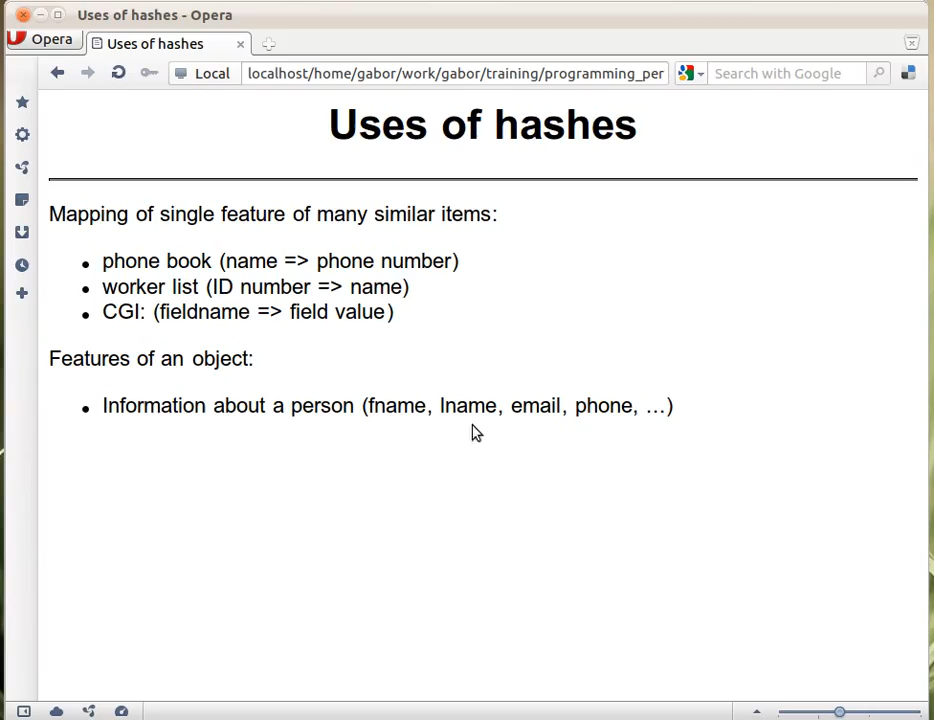 Uses of hashes - Opera
Opera
Uses of hashes
Local
localhost/home/gabor/work/gabor/training/programming_per
Search with Google
Uses of hashes
Mapping of single feature of many similar items:
• phone book (name => phone number)
• worker list (ID number => name)
• CGI: (fieldname => field value)
Features of an object:
• Information about a person (fname, lname, email, phone, ...)